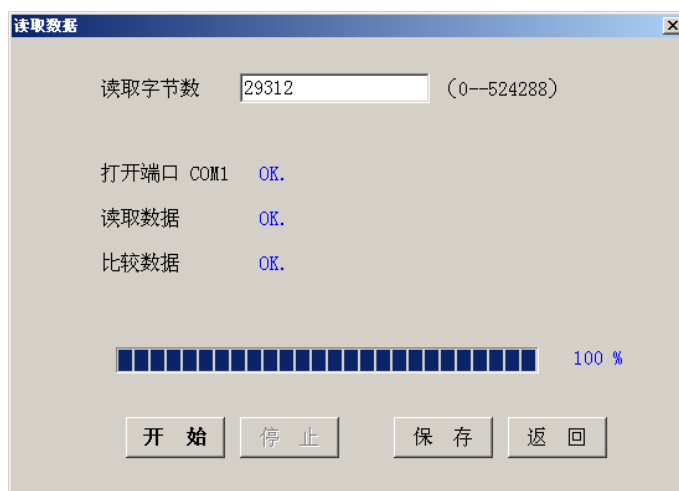 读取数据
读取字节数 29312 (0--524288)
打开端口 COM1 OK.
读取数据 OK.
比较数据 OK.
100 %
开 始 停 止 保 存 返 回